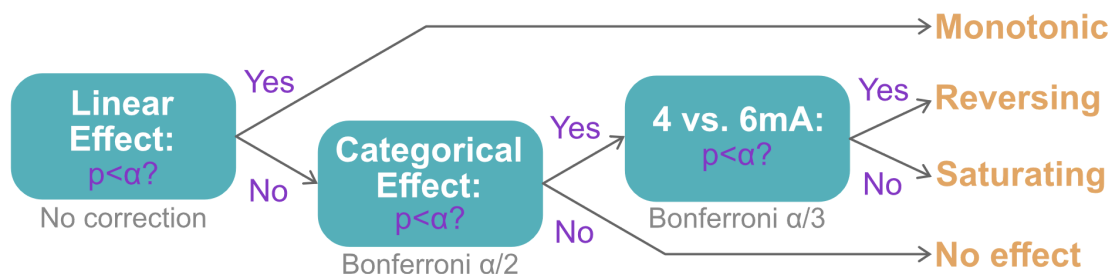 Linear
Effect:
p<α?
No correction
Yes
No
Categorical
Effect:
p<α?
Bonferroni α/2
Yes
No
4 vs. 6mA:
p<α?
Bonferroni α/3
Yes
No
Monotonic
Reversing
Saturating
No effect